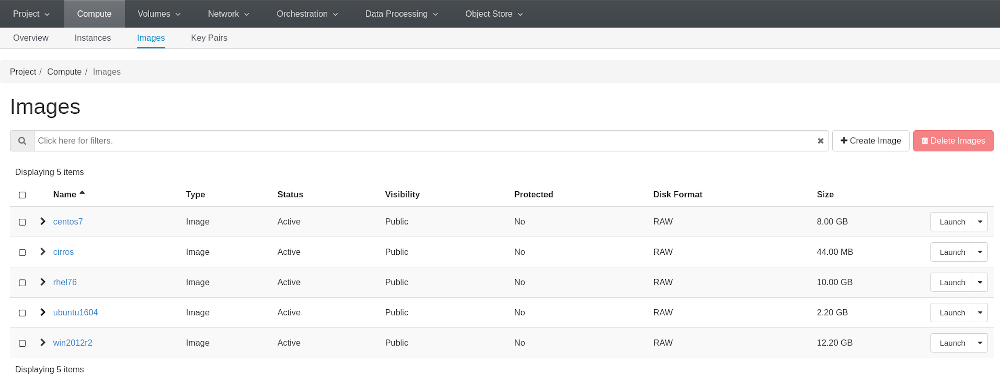 Project Compute Volumes Network Orchestration Data Processing Object Store
Overview Instances Images Key Pairs
Project / Compute / Images
Images
Click here for filters. Create Image Delete Images
Displaying 5 items
Name Type Status Visibility Protected Disk Format Size
centos7 Image Active Public No RAW 8.00 GB Launch
cirros Image Active Public No RAW 44.00 MB Launch
rhel76 Image Active Public No RAW 10.00 GB Launch
ubuntu1604 Image Active Public No RAW 2.20 GB Launch
win2012r2 Image Active Public No RAW 12.20 GB Launch
Displaying 5 items